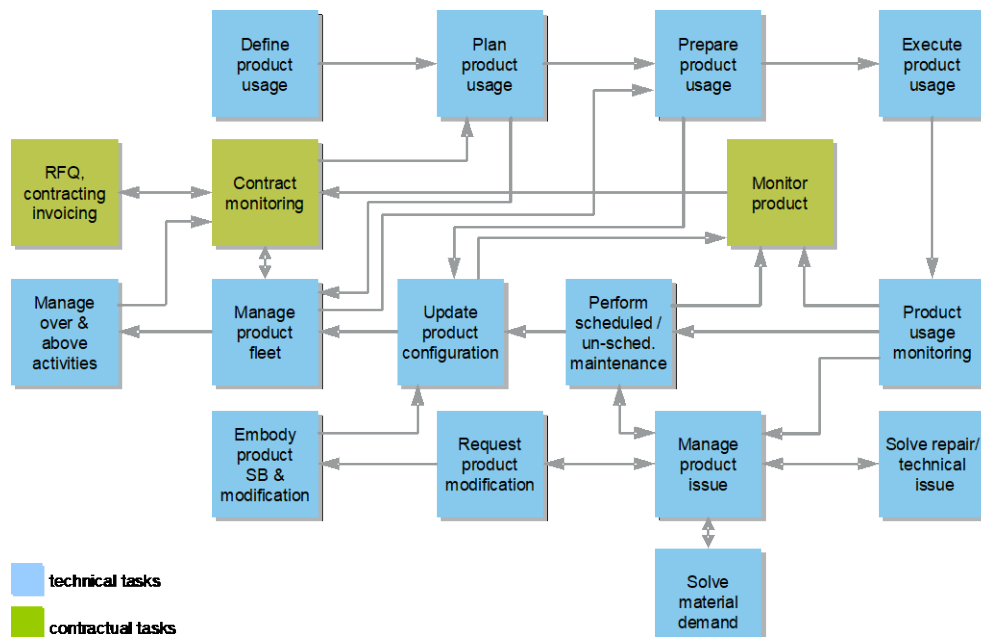 Define
product
usage
Plan
product
usage
Prepare
product
usage
Execute
product
usage
RFQ,
contracting
invoicing
Contract
monitoring
Monitor
product
Manage
over &
above
activities
Manage
product
fleet
Update
product
configuration
Perform
scheduled /
un-sched.
maintenance
Product
usage
monitoring
Embody
product
SB &
modification
Request
product
modification
Manage
product
issue
Solve repair/
technical
issue
Solve
material
demand
technical tasks
contractual tasks